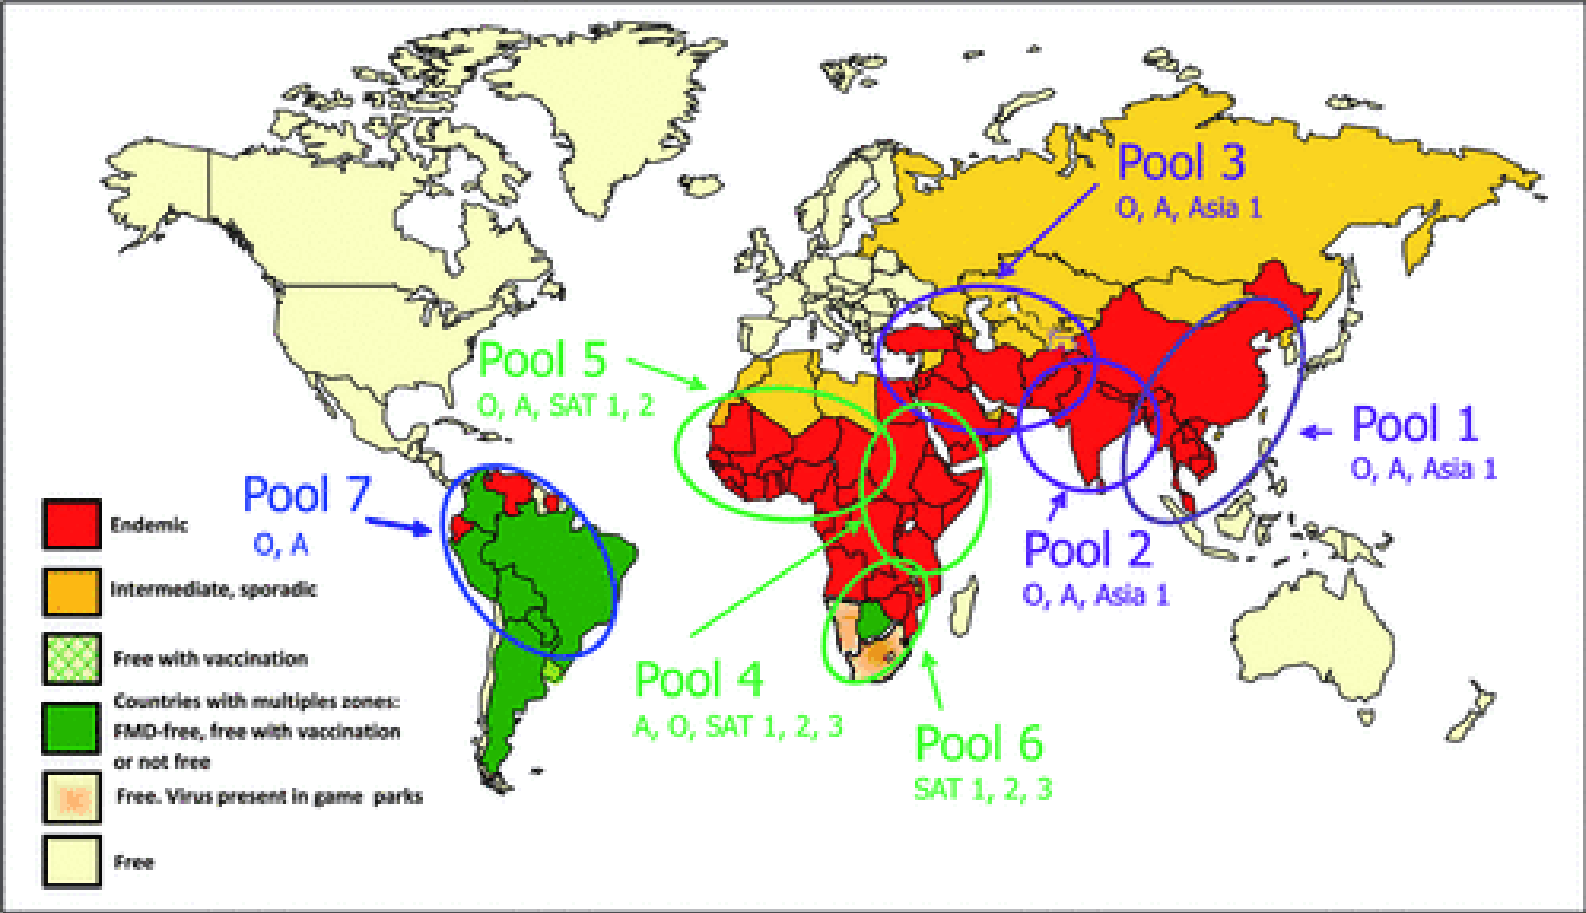 Pool 3
O, A, Asia 1
Pool 5
O, A, SAT 1, 2
Pool 1
O, A, Asia 1
Pool 7
O, A
Pool 2
O, A, Asia 1
Pool 4
A, O, SAT 1, 2, 3
Pool 6
SAT 1, 2, 3
Endemic
Intermediate, sporadic
Free with vaccination
Countries with multiples zones:
FMD-free, free with vaccination
or not free
Free. Virus present in game parks
Free